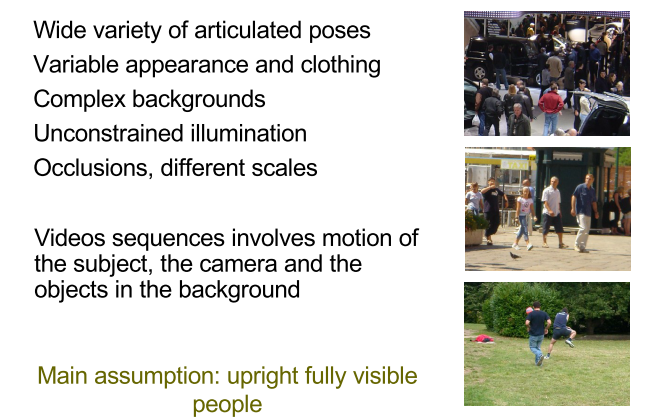 Wide variety of articulated poses
Variable appearance and clothing
Complex backgrounds
Unconstrained illumination
Occlusions, different scales
Videos sequences involves motion of
the subject, the camera and the
objects in the background
Main assumption: upright fully visible
people